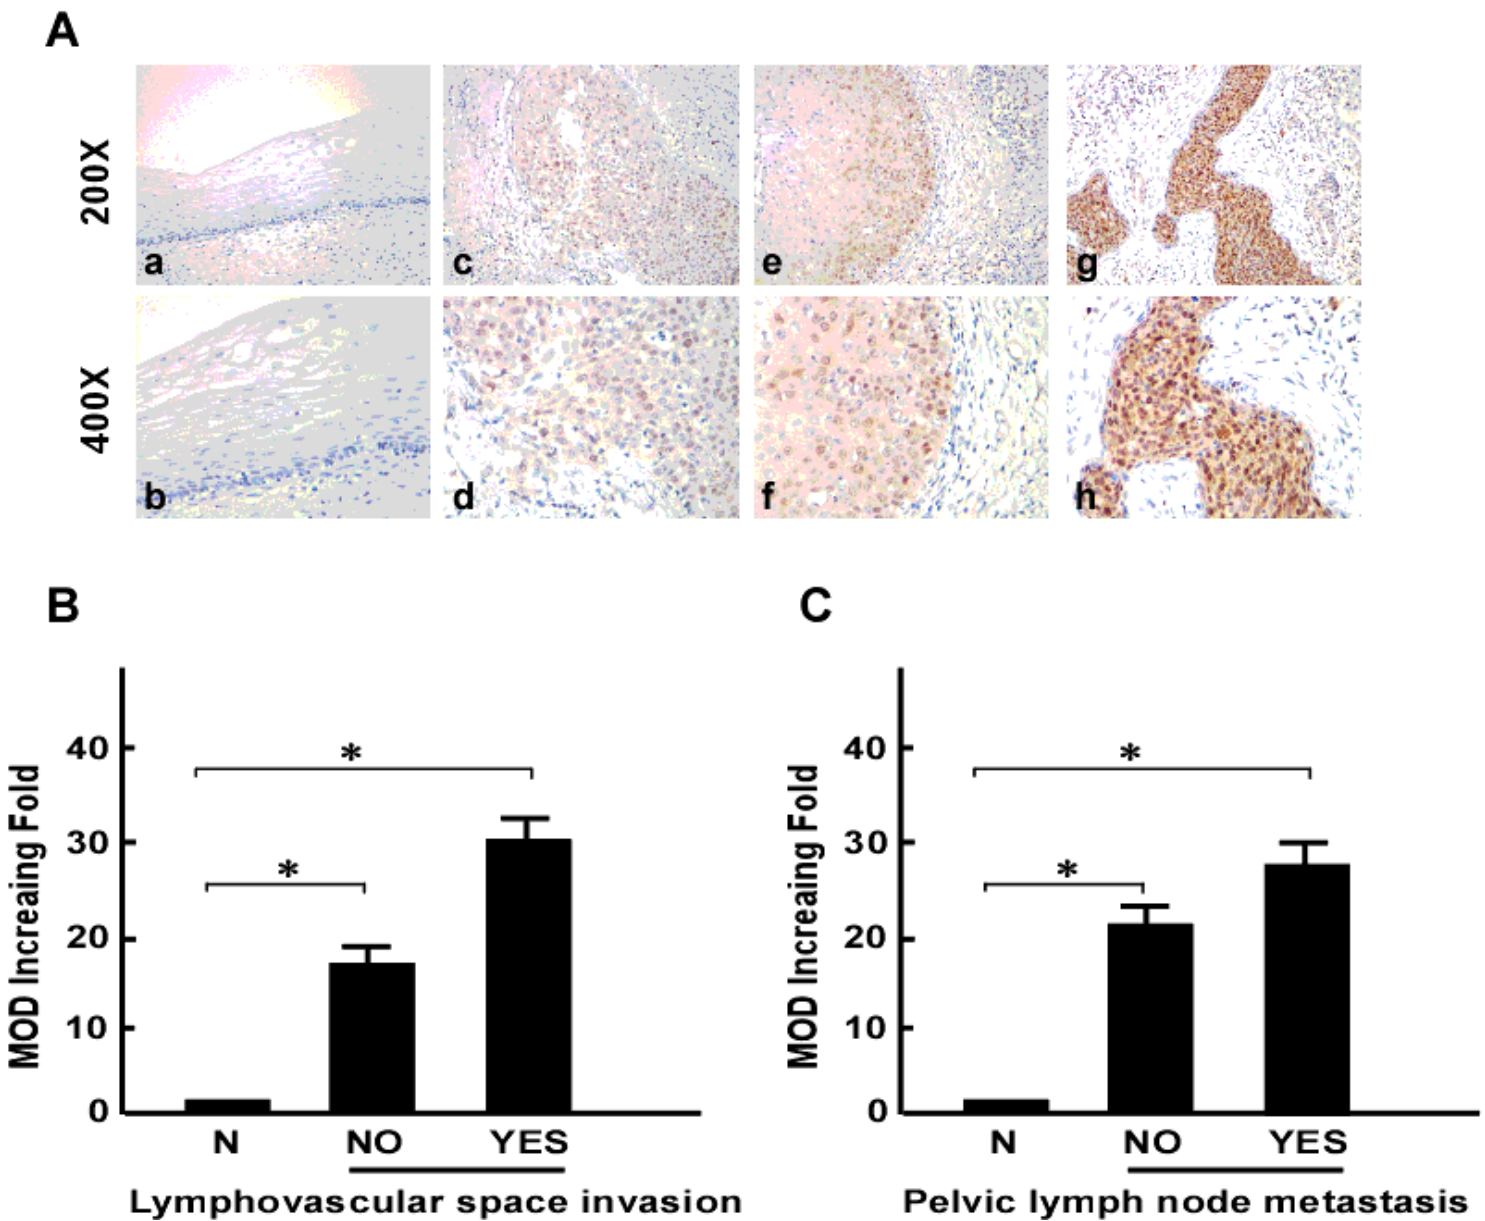 A
200X
a
c
e
g
400X
b
d
f
h
B
MOD Increaing Fold
40
30
20
10
0
*
*
N
NO
YES
Lymphovascular space invasion
C
MOD Increaing Fold
40
30
20
10
0
*
*
N
NO
YES
Pelvic lymph node metastasis